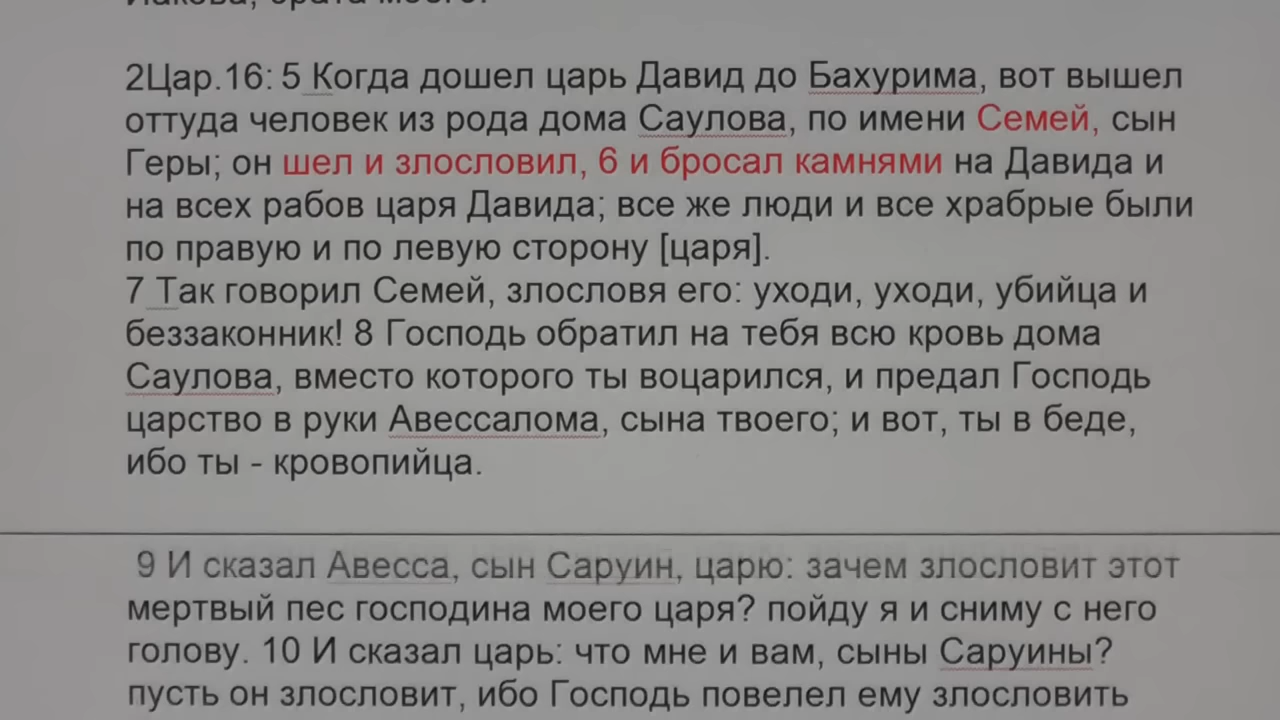 2Цар.16: 5 Когда дошел царь Давид до Бахурима, вот вышел
оттуда человек из рода дома Саулова, по имени Семей, сын
Геры; он шел и злословил, 6 и бросал камнями на Давида и
на всех рабов царя Давида; все же люди и все храбрые были
по правую и по левую сторону [царя].
7 Так говорил Семей, злословя его: уходи, уходи, убийца и
беззаконник! 8 Господь обратил на тебя всю кровь дома
Саулова, вместо которого ты воцарился, и предал Господь
царство в руки Авессалома, сына твоего; и вот, ты в беде,
ибо ты - кровопийца.
9 И сказал Авесса, сын Саруин, царю: зачем злословит этот
мертвый пес господина моего царя? пойду я и сниму с него
голову. 10 И сказал царь: что мне и вам, сыны Саруины?
пусть он злословит, ибо Господь повелел ему злословить